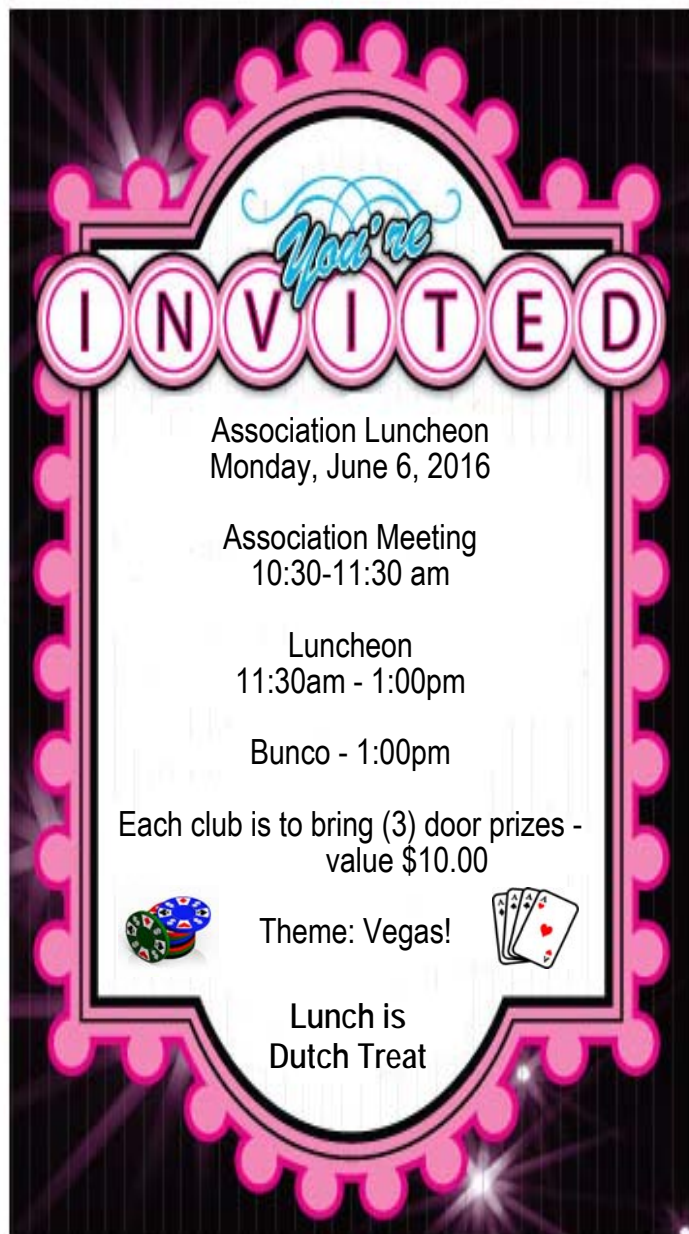 You're
INVITED
Association Luncheon
Monday, June 6, 2016
Association Meeting
10:30-11:30 am
Luncheon
11:30am - 1:00pm
Bunco - 1:00pm
Each club is to bring (3) door prizes -
value $10.00
Theme: Vegas!
Lunch is
Dutch Treat